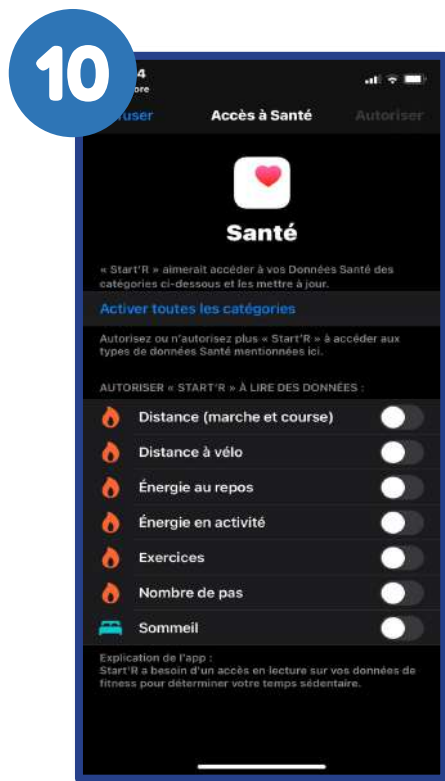 10
4
ore
user
Accès à Santé
Autoriser
Santé
« Start'R » aimerait accéder à vos Données Santé des
catégories ci-dessous et les mettre à jour.
Activer toutes les catégories
Autorisez ou n'autorisez plus « Start'R » à accéder aux
types de données Santé mentionnées ici.
AUTORISER « START'R » À LIRE DES DONNÉES :
Distance (marche et course)
Distance à vélo
Énergie au repos
Énergie en activité
Exercices
Nombre de pas
Sommeil
Explication de l'app :
Start'R a besoin d'un accès en lecture sur vos données de
fitness pour déterminer votre temps sédentaire.